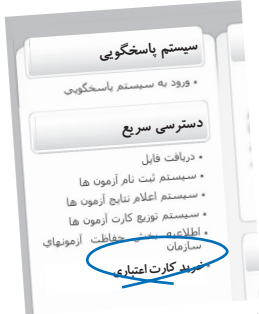 سیستم پاسخگویی
• ورود به سیستم پاسخگویی
دسترسی سریع
• دریافت فایل
• سیستم ثبت نام آزمون ها
• سیستم اعلام نتایج آزمون ها
• سیستم توزیع کارت آزمون ها
• اطلاعیه بخش حفاظت آزمونهای
سازمان
• خرید کارت اعتباری